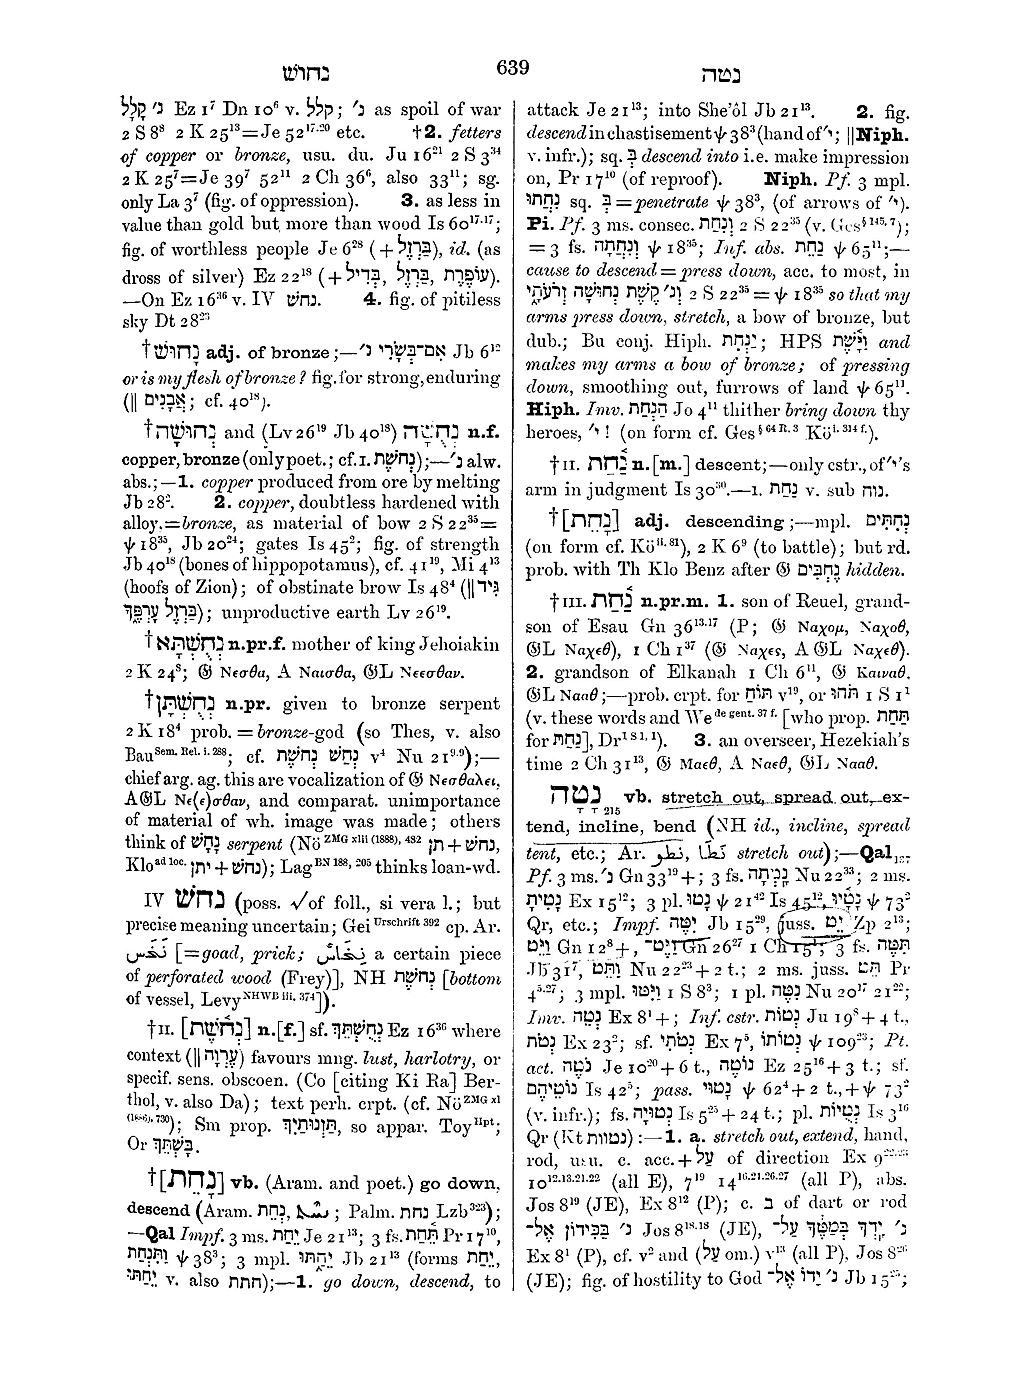 נחושׁ
639
נטה
נ׳ קָלָל Ez 1⁷ Dn 10⁶ v. קלל; נ׳ as spoil of war
2 S 8⁸ 2 K 25¹³=Je 52¹⁷·²⁰ etc. †2. fetters
of copper or bronze, usu. du. Ju 16²¹ 2 S 3³⁴
2 K 25⁷=Je 39⁷ 52¹¹ 2 Ch 36⁶, also 33¹¹; sg.
only La 3⁷ (fig. of oppression). 3. as less in
value than gold but more than wood Is 60¹⁷·¹⁷;
fig. of worthless people Je 6²⁸ (+בַּרְזֶל), id. (as
dross of silver) Ez 22¹⁸ (+בְּדִיל, בַּרְזֶל, עוֹפֶרֶת).
—On Ez 16³⁶ v. IV נחשׁ. 4. fig. of pitiless
sky Dt 28²³
†נָחוּשׁ adj. of bronze;—אִם־בְּשָׂרִי נ׳ Jb 6¹²
or is my flesh of bronze? fig. for strong, enduring
(‖אֲבָנִים; cf. 40¹⁸).
†נְחוּשָׁה and (Lv 26¹⁹ Jb 40¹⁸) נְחֻשָׁה n.f.
copper, bronze (only poet.; cf. I. נְחֹשֶׁת);—נ׳ alw.
abs.;—1. copper produced from ore by melting
Jb 28². 2. copper, doubtless hardened with
alloy,=bronze, as material of bow 2 S 22³⁵=
ψ 18³⁵, Jb 20²⁴; gates Is 45²; fig. of strength
Jb 40¹⁸ (bones of hippopotamus), cf. 41¹⁹, Mi 4¹³
(hoofs of Zion); of obstinate brow Is 48⁴ (‖גִּיד
בַּרְזֶל עָרְפֶּךָ); unproductive earth Lv 26¹⁹.
†נְחֻשְׁתָּא n.pr.f. mother of king Jehoiakin
2 K 24⁸; 𝔊 Νεσθα, A Ναισθα, 𝔊L Νεεσθαν.
†נְחֻשְׁתָּן n.pr. given to bronze serpent
2 K 18⁴ prob. = bronze-god (so Thes, v. also
Bau Sem. Rel. i. 288; cf. נְחַשׁ נְחֹשֶׁת v⁴ Nu 21⁹·⁹);—
chief arg. ag. this are vocalization of 𝔊 Νεσθαλει,
A𝔊L Νε(ε)σθαν, and comparat. unimportance
of material of wh. image was made; others
think of נָחָשׁ serpent (Nö ZMG xlii (1888), 482 נחשׁ + תן,
Klo ad loc. נחשׁ + יתן); Lag BN 188, 205 thinks loan-wd.
IV נחשׁ (poss. √of foll., si vera l.; but
precise meaning uncertain; Gei Urschrift 392 cp. Ar.
نَخَسَ [=goad, prick; نِخَاسٌ a certain piece
of perforated wood (Frey)], NH נחשׁת [bottom
of vessel, Levy NHWB iii. 374]).
†II. [נְחֹשֶׁת] n.[f.] sf. נְחֻשְׁתֵּךְ Ez 16³⁶ where
context (‖עֶרְוָה) favours mng. lust, harlotry, or
specif. sens. obscoen. (Co [citing Ki Ra] Ber-
thol, v. also Da); text perh. crpt. (cf. Nö ZMG xl
(1886), 730); Sm prop. תזנותיך, so appar. Toy Hpt;
Or בָּשְׁתֵּךְ.
†[נָחֵת] vb. (Aram. and poet.) go down,
descend (Aram. נְחֵת, ; Palm. נחת Lzb³²³);
—Qal Impf. 3 ms. יֵחַת Je 21¹³; 3 fs. תֵּחַת Pr 17¹⁰,
וַתִּנְחַת ψ 38³; 3 mpl. יֵחָתּוּ Jb 21¹³ (forms יֵחַת,
יֵחַתּוּ v. also חתת);—1. go down, descend, to
attack Je 21¹³; into She'ôl Jb 21¹³. 2. fig.
descend in chastisement ψ 38³ (hand of י׳; ‖Niph.
v. infr.); sq. בְּ descend into i.e. make impression
on, Pr 17¹⁰ (of reproof). Niph. Pf. 3 mpl.
נִחֲתוּ sq. בְּ=penetrate ψ 38³, (of arrows of י׳).
Pi. Pf. 3 ms. consec. וְנִחַת 2 S 22³⁵ (v. Ges § 145, 7);
= 3 fs. וְנִחֲתָה ψ 18³⁵; Inf. abs. נַחֵת ψ 65¹¹;—
cause to descend=press down, acc. to most, in
וְנ׳ קֶשֶׁת נְחוּשָׁה זְרֹעֹתָי 2 S 22³⁵=ψ 18³⁵ so that my
arms press down, stretch, a bow of bronze, but
dub.; Bu conj. Hiph. יַנְחֵת; HPS וַיָּשֶׁת and
makes my arms a bow of bronze; of pressing
down, smoothing out, furrows of land ψ 65¹¹.
Hiph. Imv. הַנְחַת Jo 4¹¹ thither bring down thy
heroes, י׳! (on form cf. Ges § 64 R. 3 Kö i. 314 f.).
†II. נַחַת n.[m.] descent;—only cstr., of י׳'s
arm in judgment Is 30³⁰.—I. נַחַת v. sub נוח.
†[נָחֵת] adj. descending;—mpl. נְחִתִּים
(on form cf. Kö ii. 81), 2 K 6⁹ (to battle); but rd.
prob. with Th Klo Benz after 𝔊 נֶחְבִּים hidden.
†III. נַחַת n.pr.m. 1. son of Reuel, grand-
son of Esau Gn 36¹³·¹⁷ (P; 𝔊 Ναχομ, Ναχοθ,
𝔊L Ναχεθ), 1 Ch 1³⁷ (𝔊 Ναχες, A 𝔊L Ναχεθ).
2. grandson of Elkanah 1 Ch 6¹¹, 𝔊 Καιναθ,
𝔊L Νααθ;—prob. crpt. for תּוֹחַ v¹⁹, or תֹּחוּ 1 S 1¹
(v. these words and We de gent. 37 f. [who prop. תַּחַת
for נַחַת], Dr 1 S 1, 1). 3. an overseer, Hezekiah's
time 2 Ch 31¹³, 𝔊 Μαεθ, A Ναεθ, 𝔊L Νααθ.
נָטָה 215 vb. stretch out, spread out, ex-
tend, incline, bend (NH id., incline, spread
tent, etc.; Ar. نَطَا, نطو stretch out);—Qal
Pf. 3 ms. נ׳ Gn 33¹⁹+; 3 fs. נָטְתָה Nu 22³³; 2 ms.
נָטִיתָ Ex 15¹²; 3 pl. נָטוּ ψ 21¹² Is 45¹², נָטָיוּ ψ 73²
Qr, etc.; Impf. יִטֶּה Jb 15²⁹, juss. יֵט Zp 2¹³;
וַיֵּט Gn 12⁸+, וַיֶּט־ Gn 26²⁷ 1 Ch 15¹; 3 fs. תִּטֶּה
Jb 31⁷, וַתֵּט Nu 22²³+2 t.; 2 ms. juss. תֵּט Pr
4⁵·²⁷; 3 mpl. וַיִּטּוּ 1 S 8³; 1 pl. נִטֶּה Nu 20¹⁷ 21²²;
Imv. נְטֵה Ex 8¹+; Inf. cstr. נְטוֹת Ju 19⁸+4 t.,
נְטֹת Ex 23²; sf. נְטֹתִי Ex 7⁵, נְטוֹתוֹ ψ 109²³; Pt.
act. נֹטֶה Je 10²⁰+6 t., נוֹטֶה Ez 25¹⁶+3 t.; sf.
נוֹטֵיהֶם Is 42⁵; pass. נָטוּי ψ 62⁴+2 t.,+ψ 73²
(v. infr.); fs. נְטוּיָה Is 5²⁵+24 t.; pl. נְטֻיוֹת Is 3¹⁶
Qr (Kt נטוות):—1. a. stretch out, extend, hand,
rod, usu. c. acc.+עַל of direction Ex 9²²·²³
10¹²·¹³·²¹·²² (all E), 7¹⁹ 14¹⁶·²¹·²⁶·²⁷ (all P), abs.
Jos 8¹⁹ (JE), Ex 8¹² (P); c. ב of dart or rod
נ׳ בַּכִּידוֹן אֶל־ Jos 8¹⁸·¹⁸ (JE), נ׳ יָדְךָ בְּמַטֶּךָ עַל־
Ex 8¹ (P), cf. v² and (עַל om.) v¹³ (all P), Jos 8²⁶
(JE); fig. of hostility to God נ׳ יָדוֹ אֶל־ Jb 15²⁵;